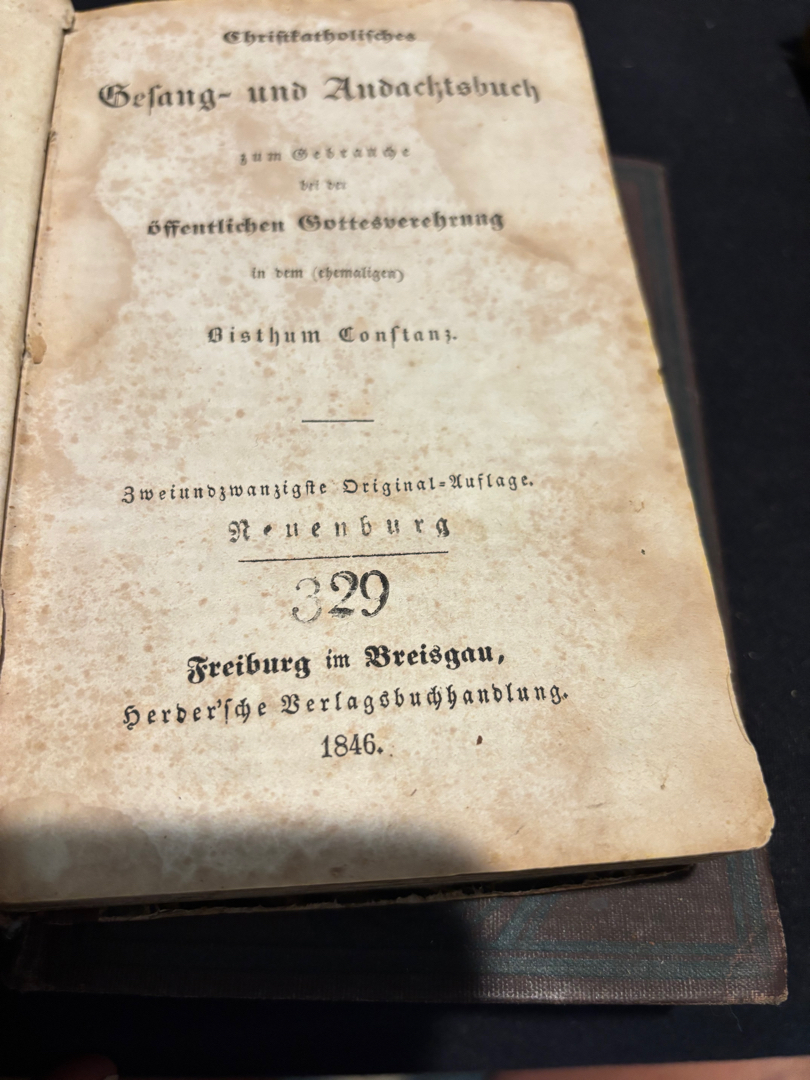 Christkatholisches
Gesang- und Andachtsbuch
zum Gebrauche
bei der
öffentlichen Gottesverehrung
in dem (ehemaligen)
Bisthum Constanz.
Zweiundzwanzigste Original-Auflage.
Neuenburg
329
Freiburg im Breisgau,
Herder'sche Verlagsbuchhandlung.
1846.